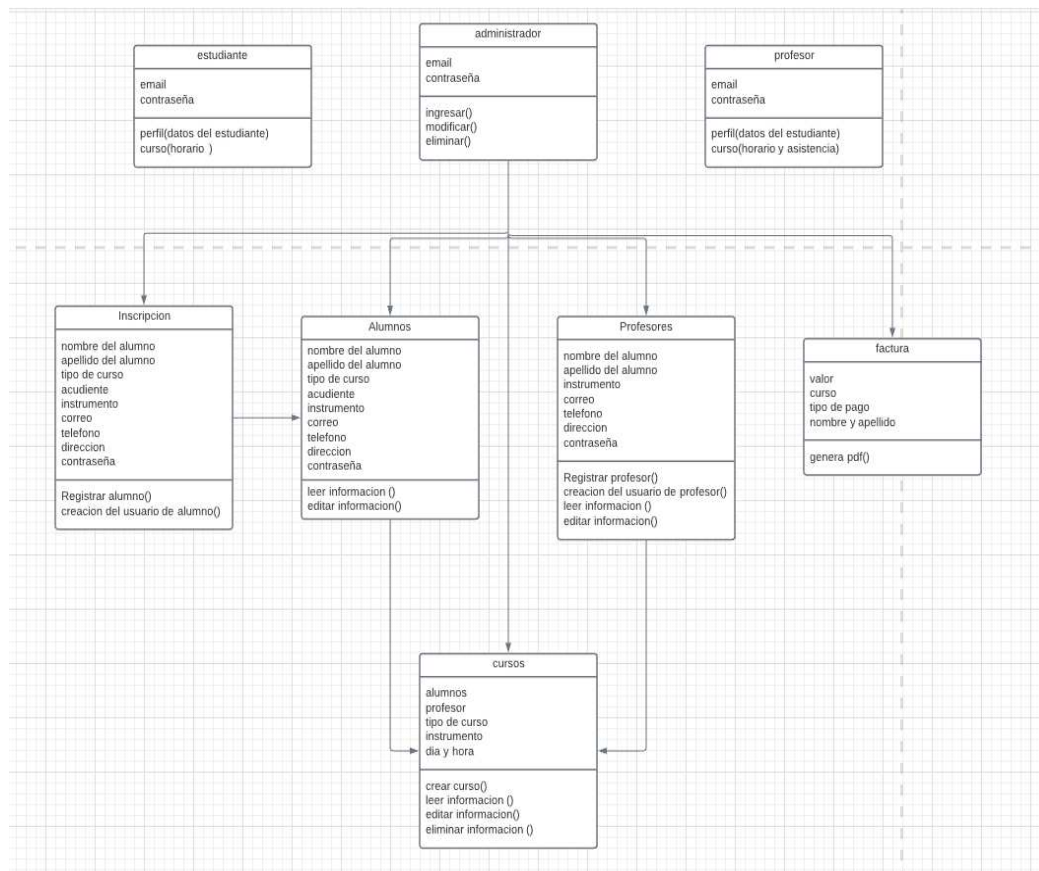 estudiante
email
contraseña
perfil(datos del estudiante)
curso(horario )
administrador
email
contraseña
ingresar()
modificar()
eliminar()
profesor
email
contraseña
perfil(datos del estudiante)
curso(horario y asistencia)
Inscripcion
nombre del alumno
apellido del alumno
tipo de curso
acudiente
instrumento
correo
telefono
direccion
contraseña
Registrar alumno()
creacion del usuario de alumno()
Alumnos
nombre del alumno
apellido del alumno
tipo de curso
acudiente
instrumento
correo
telefono
direccion
contraseña
leer informacion ()
editar informacion()
Profesores
nombre del alumno
apellido del alumno
instrumento
correo
telefono
direccion
contraseña
Registrar profesor()
creacion del usuario de profesor()
leer informacion ()
editar informacion()
factura
valor
curso
tipo de pago
nombre y apellido
genera pdf()
cursos
alumnos
profesor
tipo de curso
instrumento
dia y hora
crear curso()
leer informacion ()
editar informacion()
eliminar informacion ()